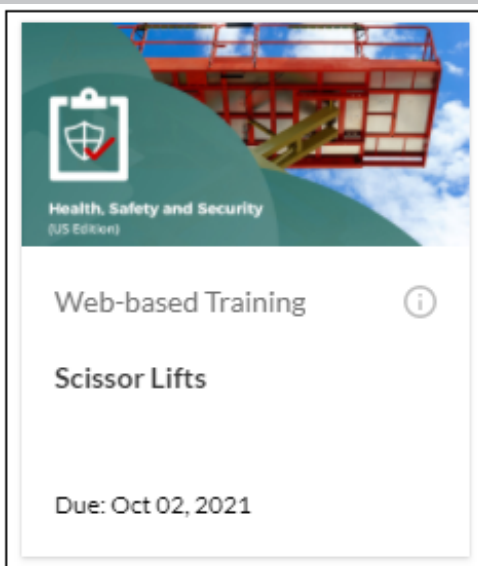 Health, Safety and Security
(US Edition)
Web-based Training
Scissor Lifts
Due: Oct 02, 2021